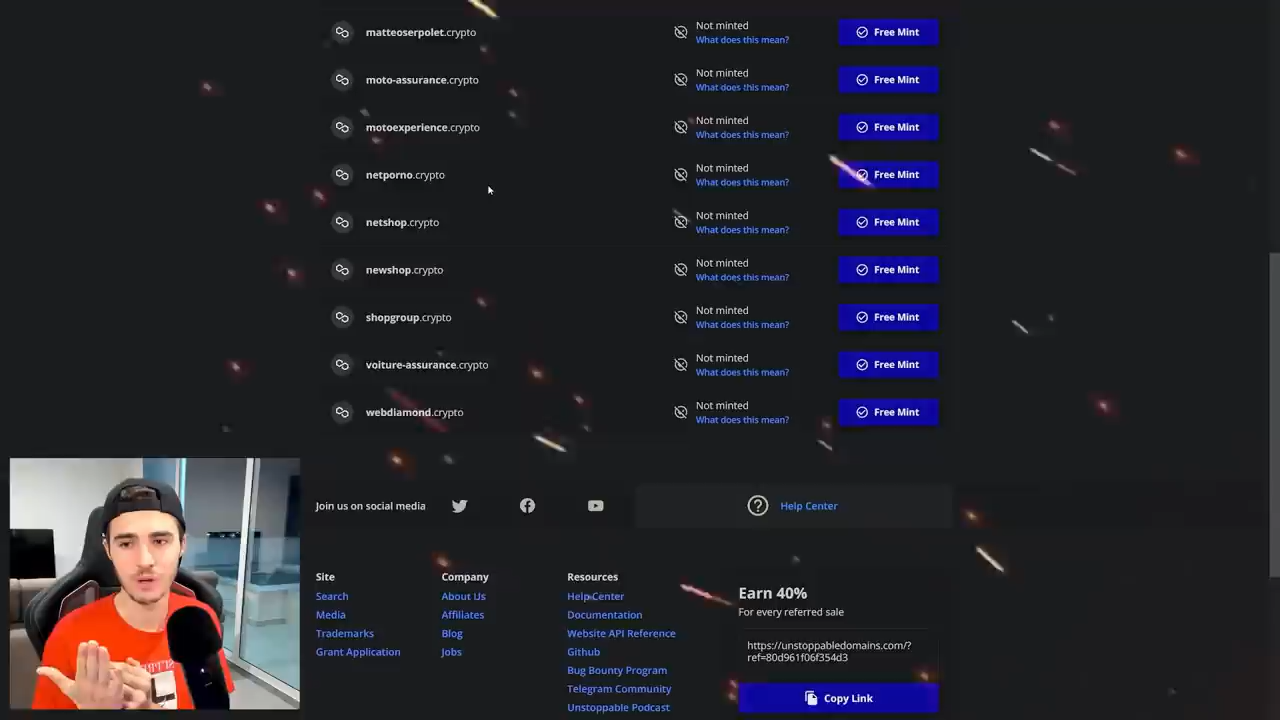 matteoserpolet.crypto
Not minted
What does this mean?
Free Mint
moto-assurance.crypto
Not minted
What does this mean?
Free Mint
motoexperience.crypto
Not minted
What does this mean?
Free Mint
netporno.crypto
Not minted
What does this mean?
Free Mint
netshop.crypto
Not minted
What does this mean?
Free Mint
newshop.crypto
Not minted
What does this mean?
Free Mint
shopgroup.crypto
Not minted
What does this mean?
Free Mint
voiture-assurance.crypto
Not minted
What does this mean?
Free Mint
webdiamond.crypto
Not minted
What does this mean?
Free Mint
Join us on social media
Help Center
Site
Search
Media
Trademarks
Grant Application
Company
About Us
Affiliates
Blog
Jobs
Resources
Help Center
Documentation
Website API Reference
Github
Bug Bounty Program
Telegram Community
Unstoppable Podcast
Earn 40%
For every referred sale
https://unstoppabledomains.com/?
ref=80d961f06f354d3
Copy Link